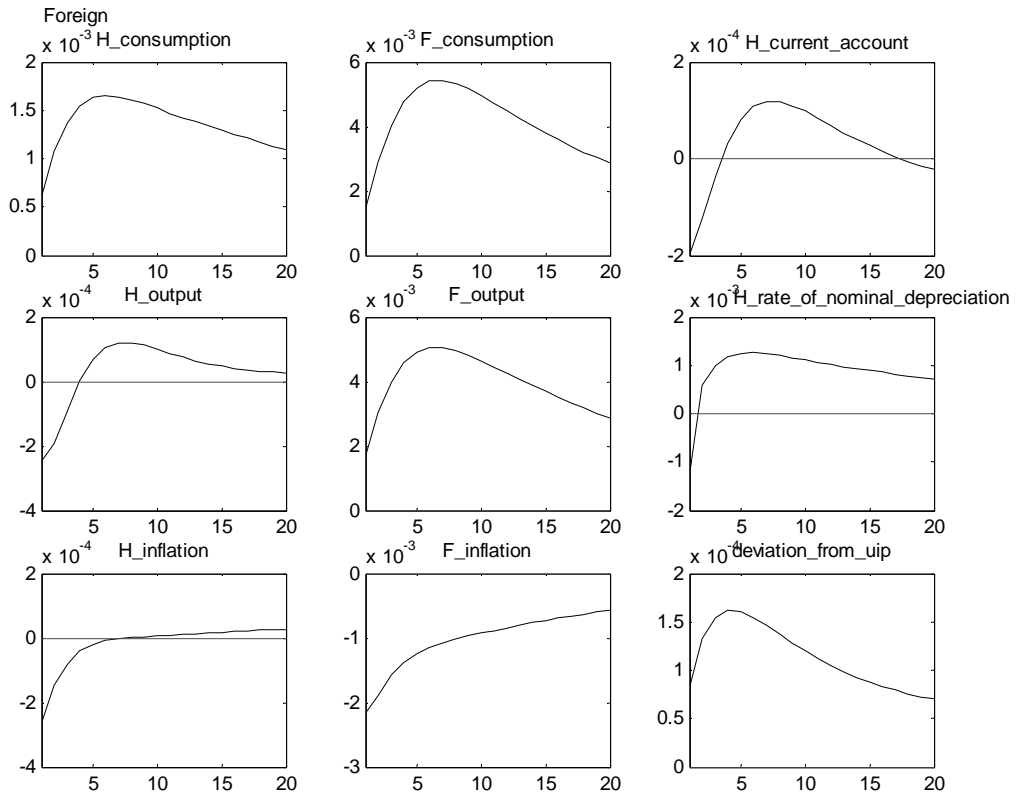 Foreign
x 10^-3 H_consumption
2
1.5
1
0.5
0
5 10 15 20
x 10^-3 F_consumption
6
4
2
0
5 10 15 20
x 10^-4 H_current_account
2
0
-2
5 10 15 20
x 10^-4 H_output
2
0
-2
-4
5 10 15 20
x 10^-3 F_output
6
4
2
0
5 10 15 20
x 10^-3 H_rate_of_nominal_depreciation
2
1
0
-1
-2
5 10 15 20
x 10^-4 H_inflation
2
0
-2
-4
5 10 15 20
x 10^-3 F_inflation
-0
-1
-2
-3
5 10 15 20
x 10^-4 deviation_from_uip
2
1.5
1
0.5
0
5 10 15 20